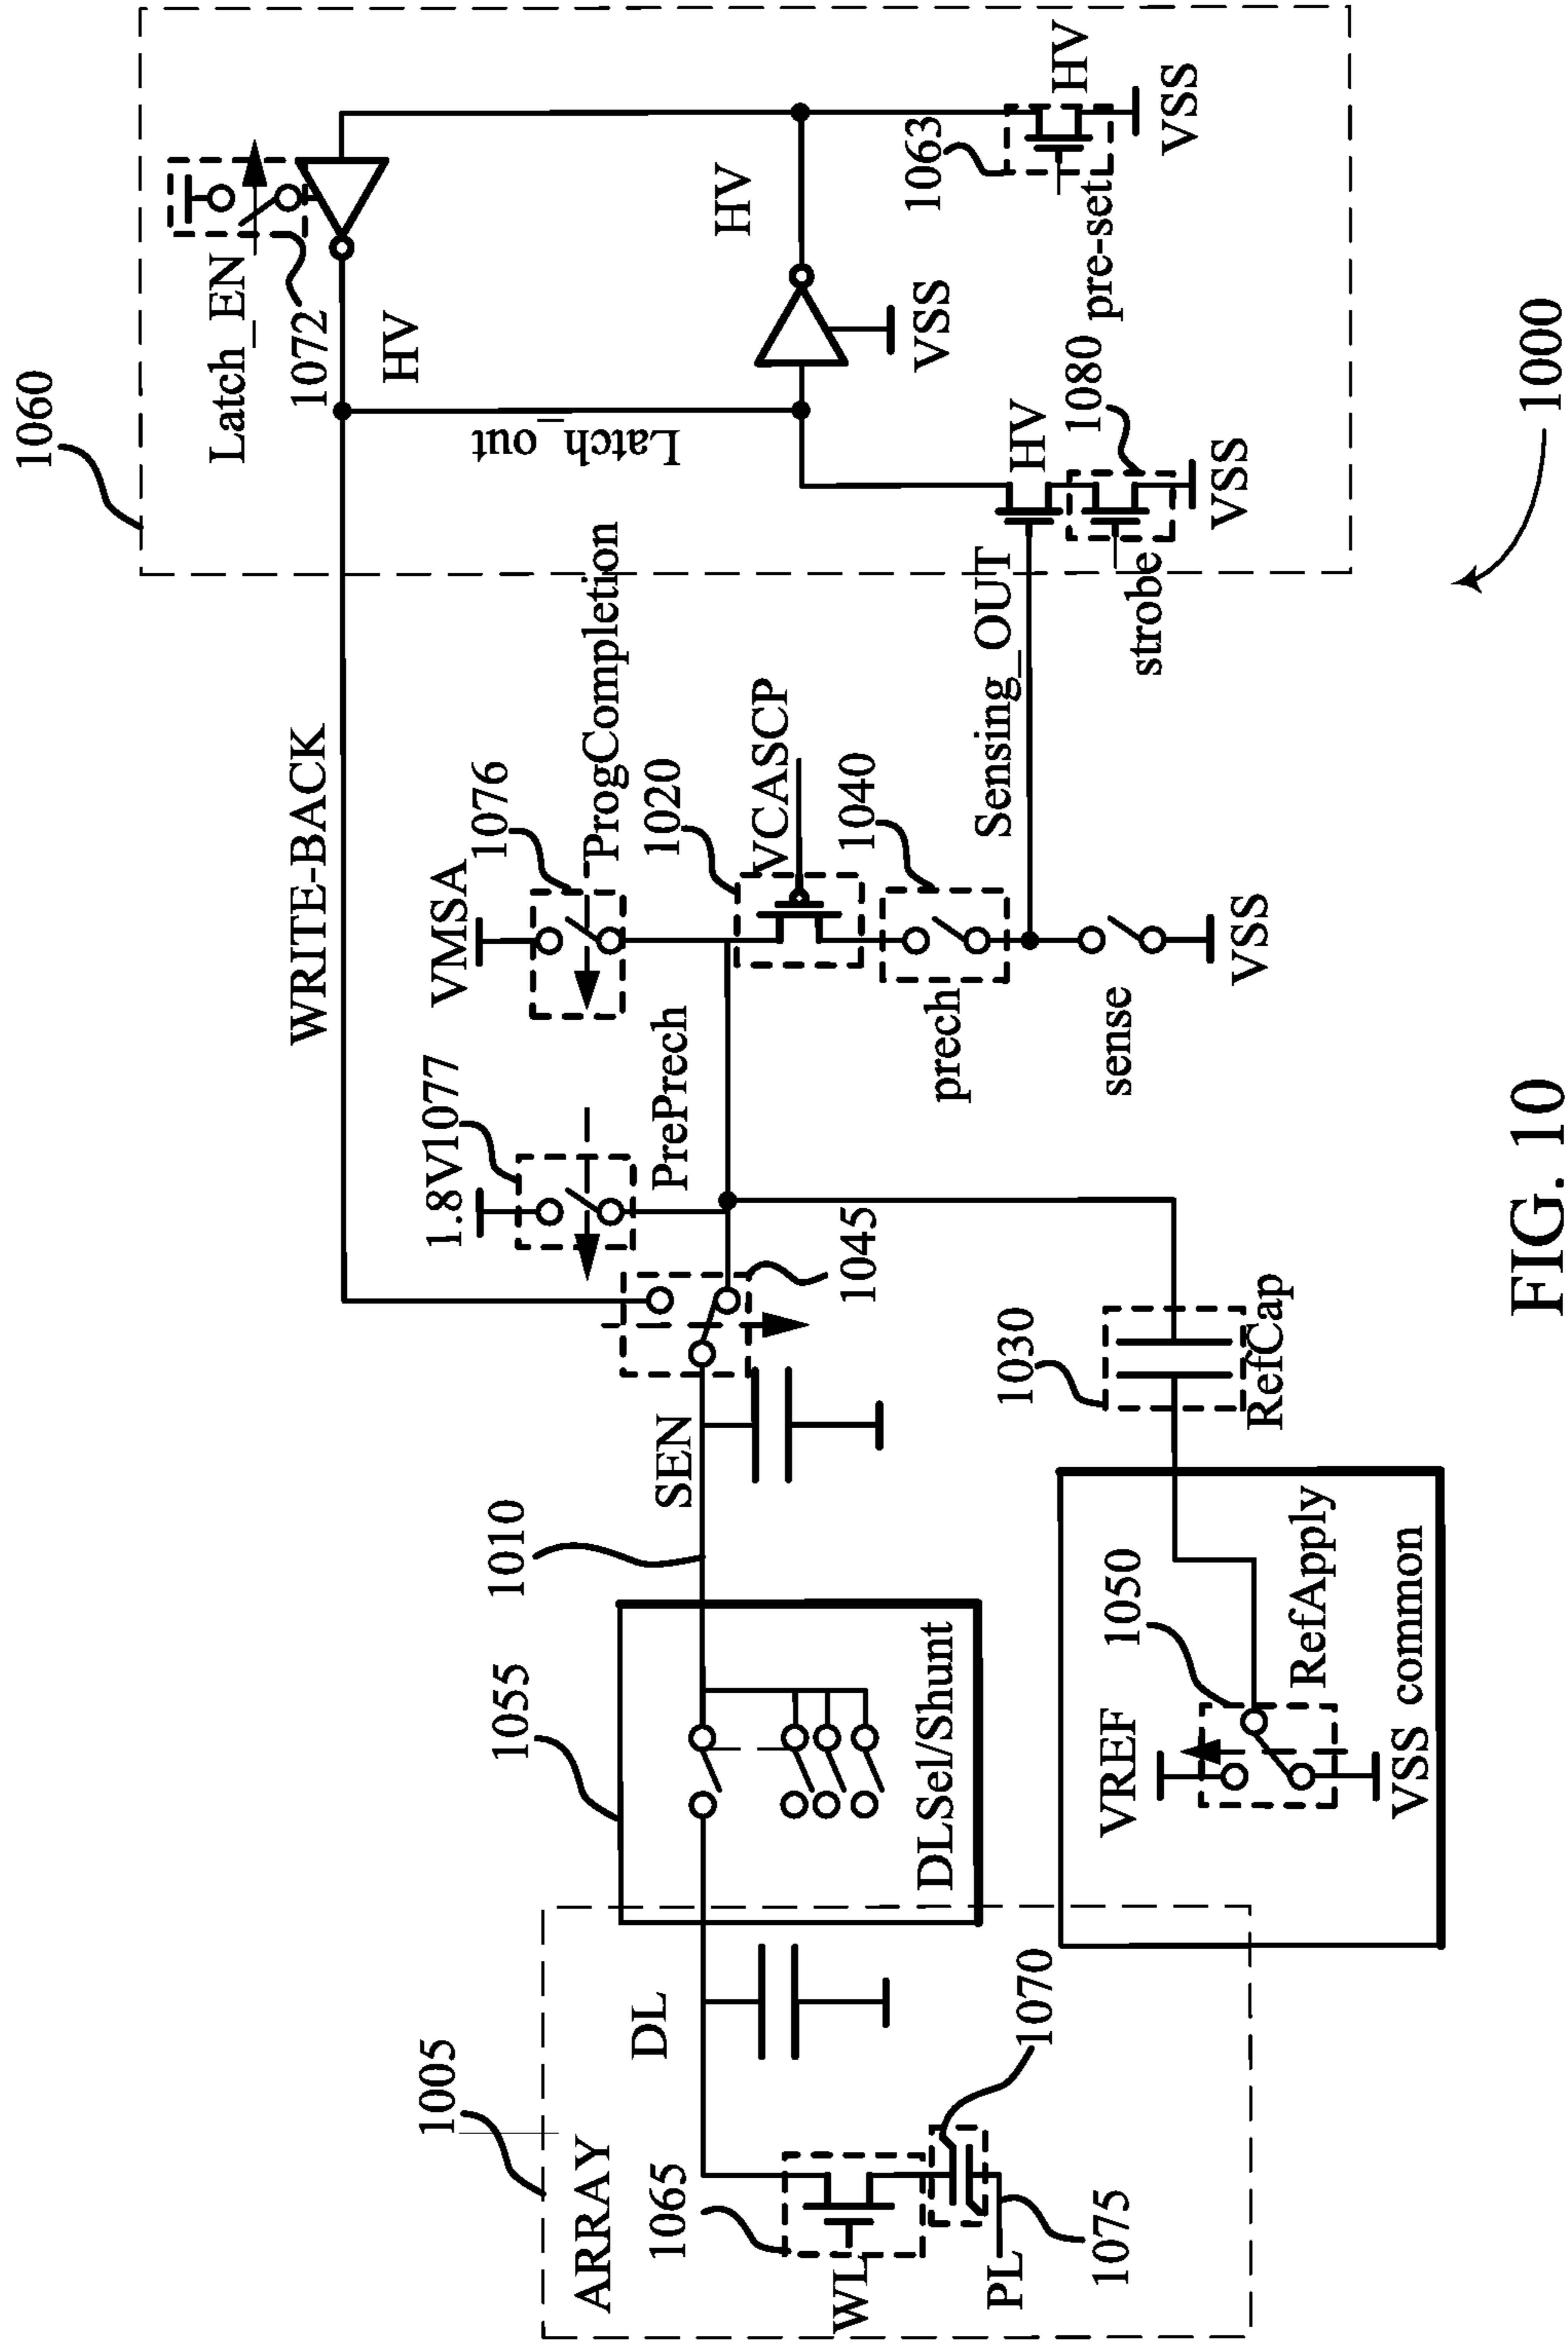 1060
Latch_EN
1072
HV
Latch_out
HV
VSS
1063
HV
VSS
pre-set
HV
1080
VSS
strobe
WRITE-BACK
VMSA
1076
ProgCompletion
1020
VCASCP
1040
Sensing_OUT
prech
sense
VSS
1.8V
1077
PrePrech
1045
SEN
1010
1030
RefCap
1055
DLSel/Shunt
1050
VREF
RefApply
VSS
common
1005
ARRAY
DL
1065
WL
1070
PL
1075
1000
FIG. 10